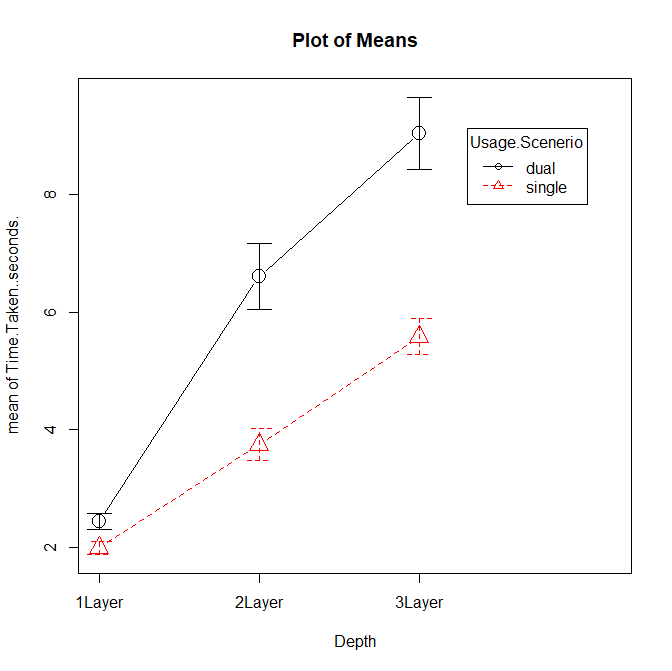 Plot of Means
mean of Time.Taken..seconds.
8
6
4
2
Usage.Scenerio
dual
single
1Layer
2Layer
3Layer
Depth